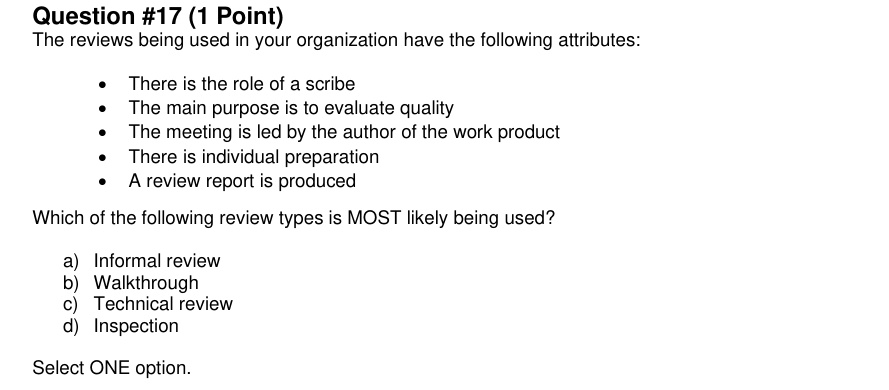 Question #17 (1 Point)
The reviews being used in your organization have the following attributes:
• There is the role of a scribe
• The main purpose is to evaluate quality
• The meeting is led by the author of the work product
• There is individual preparation
• A review report is produced
Which of the following review types is MOST likely being used?
a) Informal review
b) Walkthrough
c) Technical review
d) Inspection
Select ONE option.